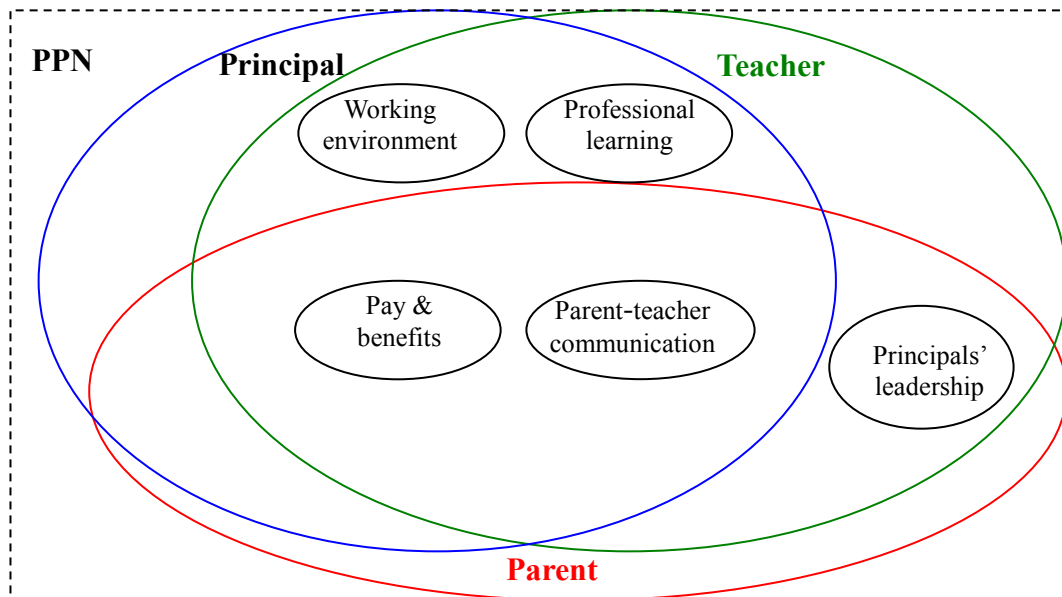 PPN
Principal
Teacher
Working
environment
Professional
learning
Pay &
benefits
Parent-teacher
communication
Principals’
leadership
Parent